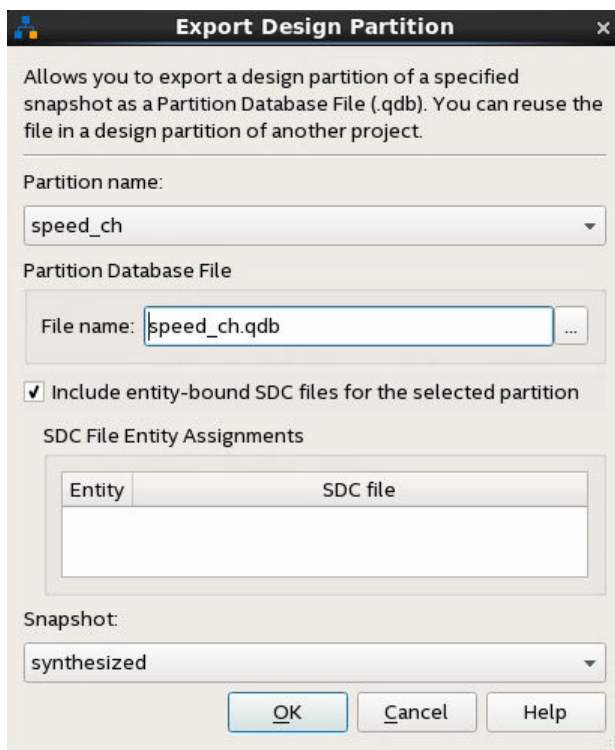 Export Design Partition
Allows you to export a design partition of a specified
snapshot as a Partition Database File (.qdb). You can reuse the
file in a design partition of another project.
Partition name:
speed_ch
Partition Database File
File name: speed_ch.qdb ...
Include entity-bound SDC files for the selected partition
SDC File Entity Assignments
Entity SDC file
Snapshot:
synthesized
OK Cancel Help